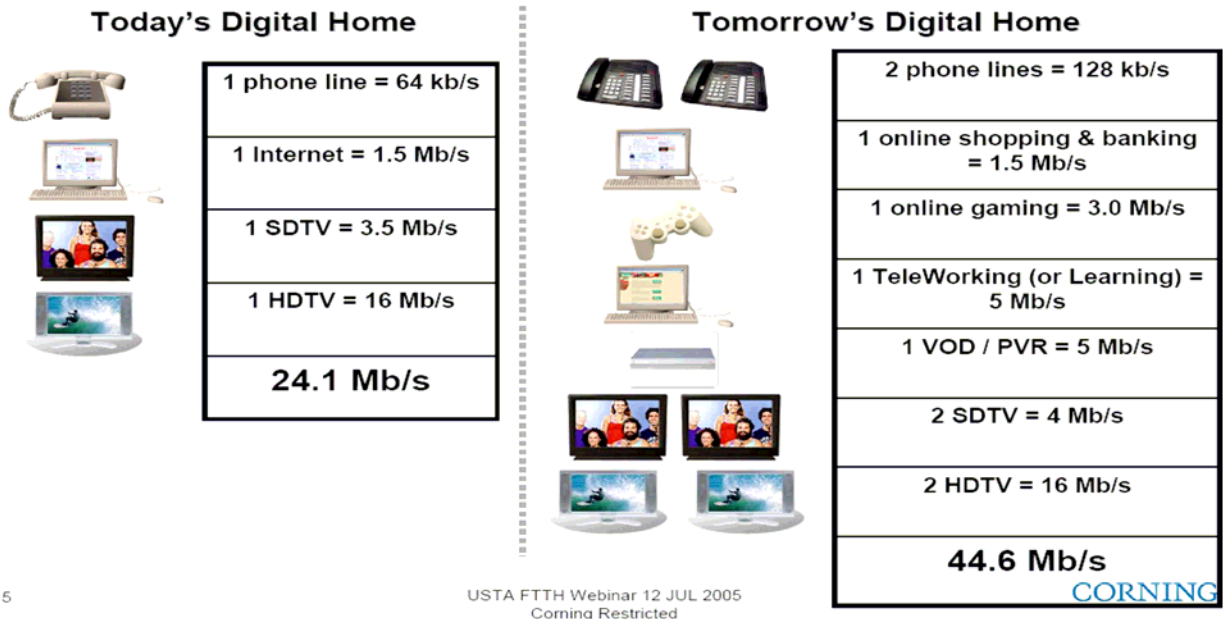 Today's Digital Home
1 phone line = 64 kb/s
1 Internet = 1.5 Mb/s
1 SDTV = 3.5 Mb/s
1 HDTV = 16 Mb/s
24.1 Mb/s
Tomorrow's Digital Home
2 phone lines = 128 kb/s
1 online shopping & banking
= 1.5 Mb/s
1 online gaming = 3.0 Mb/s
1 TeleWorking (or Learning) =
5 Mb/s
1 VOD / PVR = 5 Mb/s
2 SDTV = 4 Mb/s
2 HDTV = 16 Mb/s
44.6 Mb/s
CORNING
5
USTA FTTH Webinar 12 JUL 2005
Corning Restricted